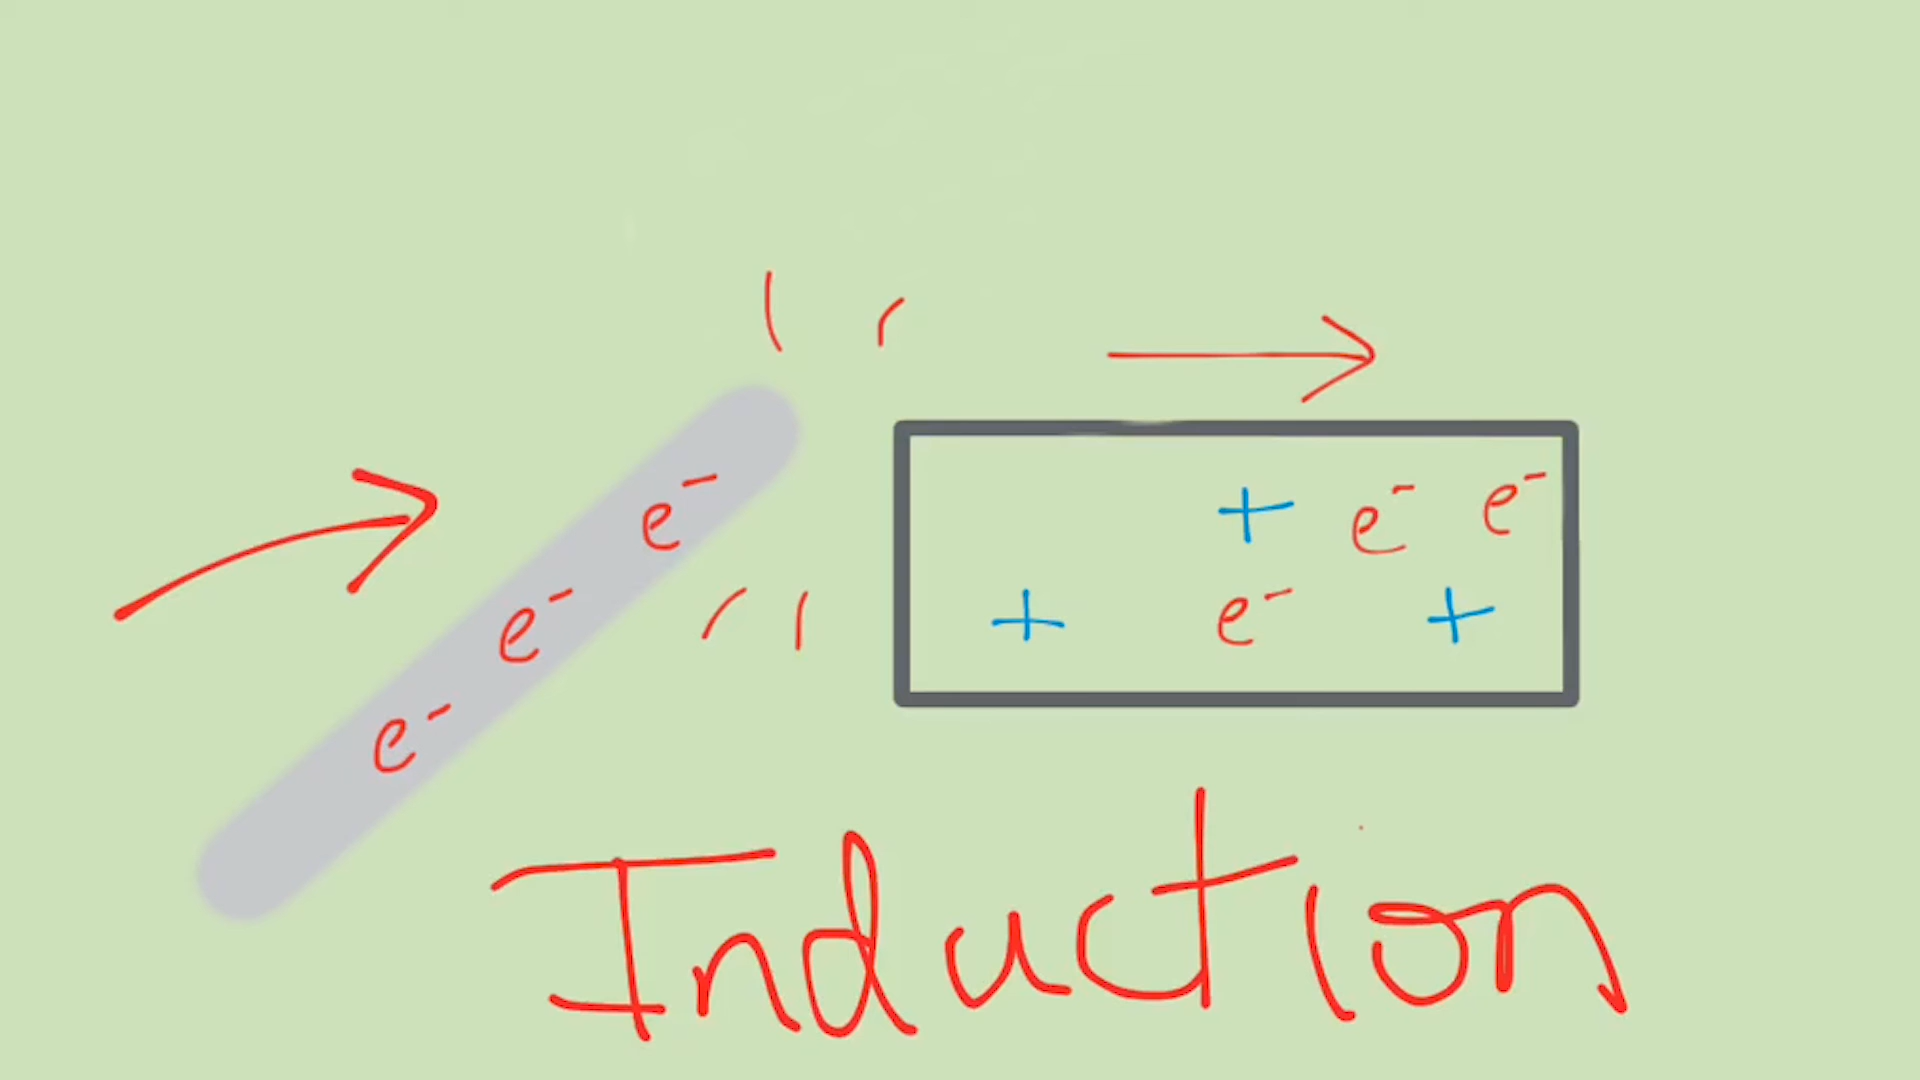 + e⁻ e⁻
e⁻
e⁻
+ e⁻ +
e⁻
Induction